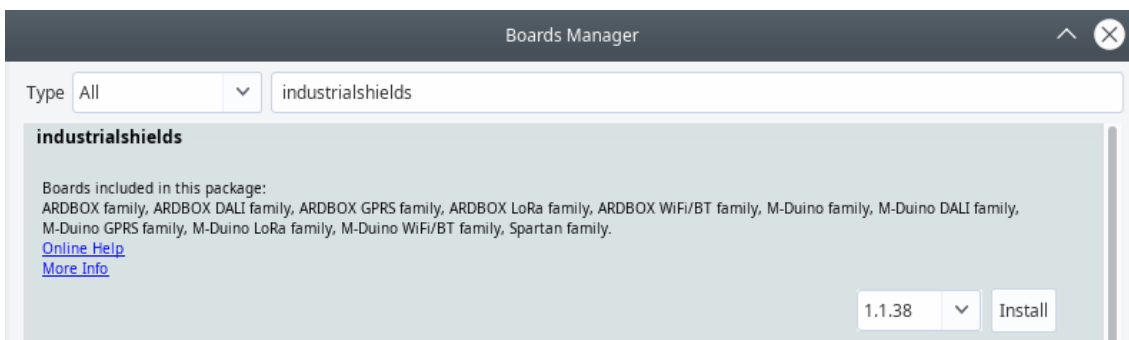 Boards Manager
Type All industrialshields
industrialshields
Boards included in this package:
ARDBOX family, ARDBOX DALI family, ARDBOX GPRS family, ARDBOX LoRa family, ARDBOX WiFi/BT family, M-Duino family, M-Duino DALI family,
M-Duino GPRS family, M-Duino LoRa family, M-Duino WiFi/BT family, Spartan family.
Online Help
More Info
1.1.38 Install